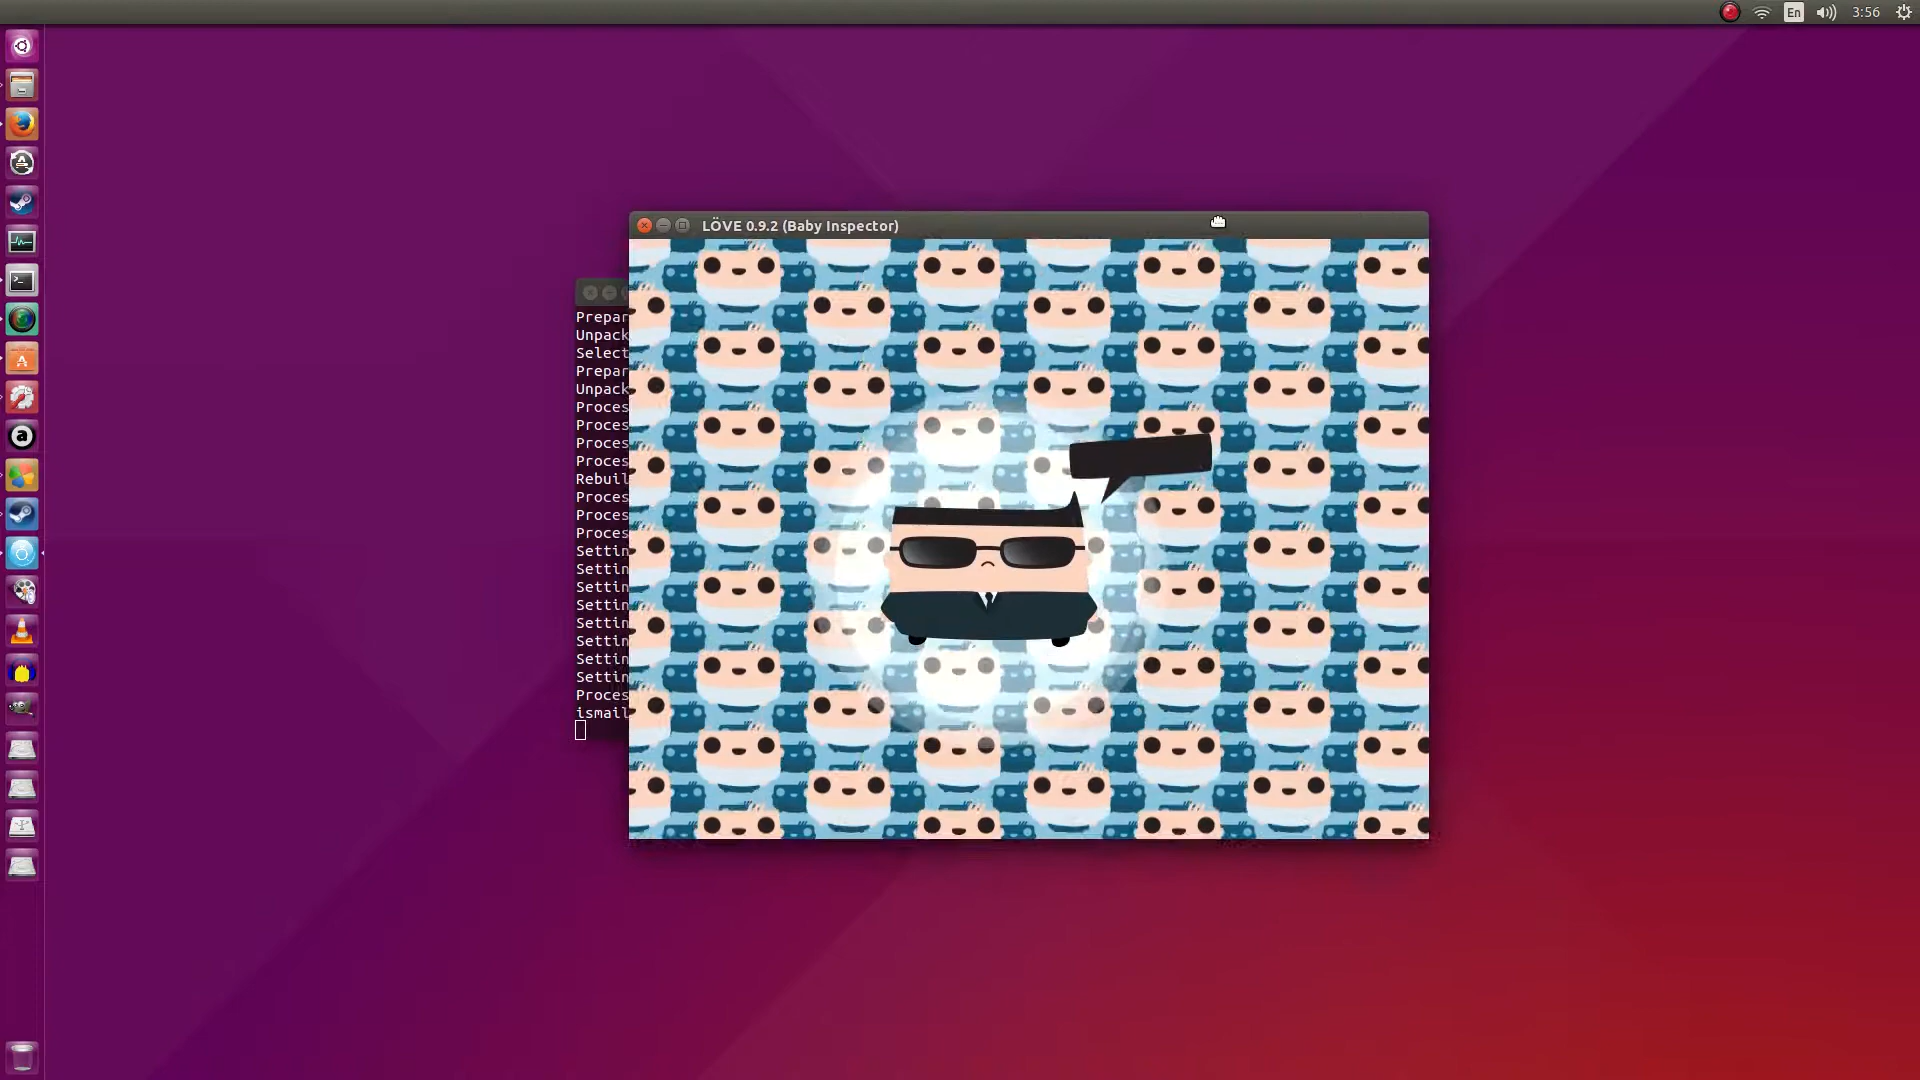 En
3:56
LÖVE 0.9.2 (Baby Inspector)
Prepar
Unpack
Select
Prepar
Unpack
Proces
Proces
Proces
Proces
Rebuil
Proces
Proces
Proces
Settin
Settin
Settin
Settin
Settin
Settin
Settin
Settin
Proces
ismail